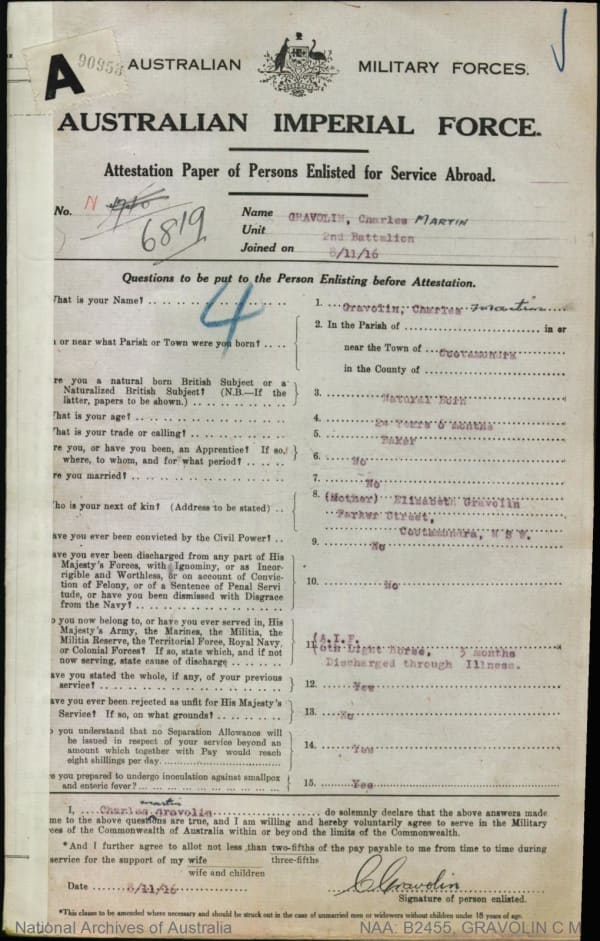 A 90953
AUSTRALIAN MILITARY FORCES.
AUSTRALIAN IMPERIAL FORCE.
Attestation Paper of Persons Enlisted for Service Abroad.
No. N 6819
Name GRAVOLIN, Charles MARTIN
Unit 2nd Battalion
Joined on 8/11/16
Questions to be put to the Person Enlisting before Attestation.
4
hat is your Name?
1. Gravolin, Charles Martin
or near what Parish or Town were you born?
2. In the Parish of in or
near the Town of Cootamundra
in the County of
re you a natural born British Subject or a
Naturalized British Subject? (N.B.—If the
latter, papers to be shown.)
3. Natural Born
hat is your age?
4. years 6 months
hat is your trade or calling?
5. Baker
re you, or have you been, an Apprentice? If so,
where, to whom, and for what period?
6. No
re you married?
7. No
ho is your next of kin? (Address to be stated)
8. (Mother) Elizabeth Gravolin
Parker Street,
Cootamundra, N S W.
ave you ever been convicted by the Civil Power?
9. No
ave you ever been discharged from any part of His
Majesty's Forces, with Ignominy, or as Incor-
rigible and Worthless, or on account of Convic-
tion of Felony, or of a Sentence of Penal Servi
tude, or have you been dismissed with Disgrace
from the Navy?
10. No
o you now belong to, or have you ever served in, His
Majesty's Army, the Marines, the Militia, the
Militia Reserve, the Territorial Force, Royal Navy,
or Colonial Forces? If so, state which, and if not
now serving, state cause of discharge
11. (A.I.F.
(6th Light Horse, months
Discharged through Illness.
ave you stated the whole, if any, of your previous
service?
12. Yes
ave you ever been rejected as unfit for His Majesty's
Service? If so, on what grounds?
13. No
o you understand that no Separation Allowance will
be issued in respect of your service beyond an
amount which together with Pay would reach
eight shillings per day.
14. Yes
e you prepared to undergo inoculation against smallpox
and enteric fever?
15. Yes
I, Charles martin Gravolin do solemnly declare that the above answers made
me to the above questions are true, and I am willing and hereby voluntarily agree to serve in the Military
ces of the Commonwealth of Australia within or beyond the limits of the Commonwealth.
*And I further agree to allot not less than two-fifths of the pay payable to me from time to time during
three-fifths
service for the support of my wife
wife and children
Date 8/11/16
C Gravolin
Signature of person enlisted.
*This clause to be amended where necessary and should be struck out in the case of unmarried men or widowers without children under 18 years of age.
National Archives of Australia NAA: B2455, GRAVOLIN C M